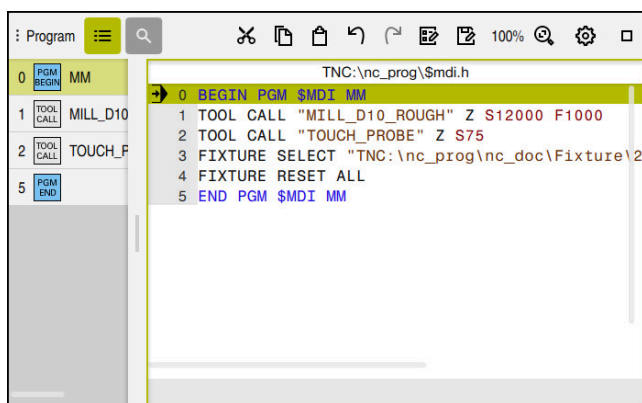 Program
100%
0 PGM BEGIN MM
1 TOOL CALL MILL_D10
2 TOOL CALL TOUCH_P
5 PGM END
TNC:\nc_prog\$mdi.h
0 BEGIN PGM $MDI MM
1 TOOL CALL "MILL_D10_ROUGH" Z S12000 F1000
2 TOOL CALL "TOUCH_PROBE" Z S75
3 FIXTURE SELECT "TNC:\nc_prog\nc_doc\Fixture\2
4 FIXTURE RESET ALL
5 END PGM $MDI MM